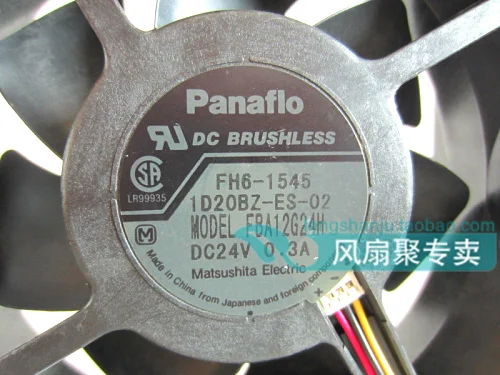 Panaflo
DC BRUSHLESS
LR99935
FH6-1545
1D20BZ-ES-02
MODEL FBA12G24H
DC24V 0.3A
Matsushita Electric
Made in China from Japanese and foreign
风扇聚专卖